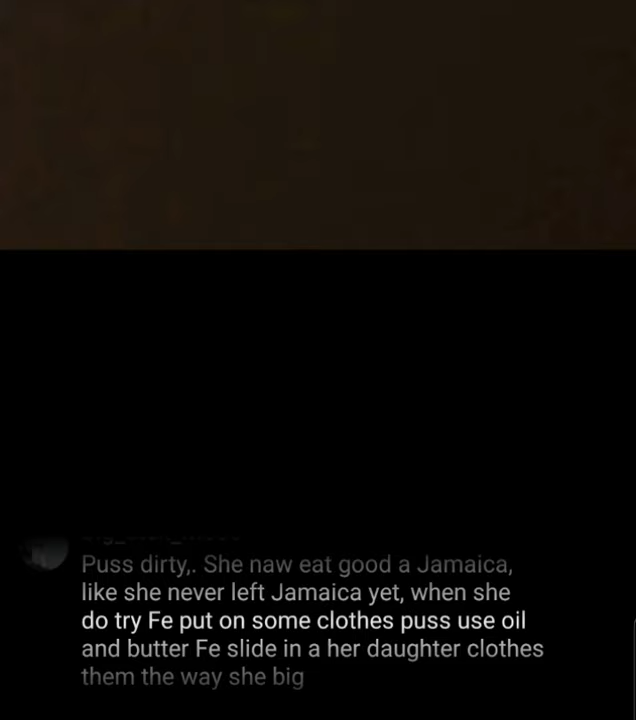 Puss dirty,. She naw eat good a Jamaica,
like she never left Jamaica yet, when she
do try Fe put on some clothes puss use oil
and butter Fe slide in a her daughter clothes
them the way she big